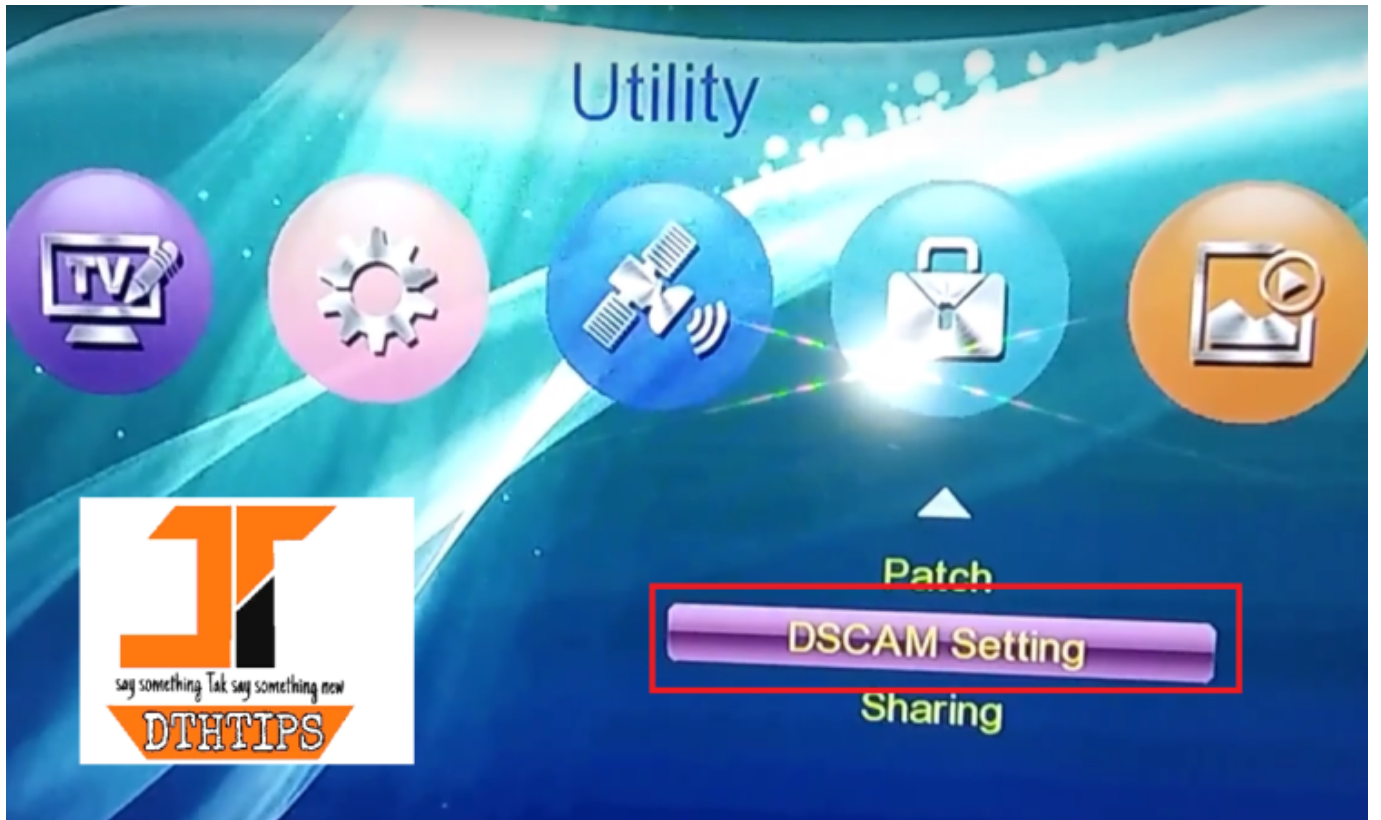 Utility
TV
Patch
DSCAM Setting
Sharing
say something Tak say something new
DTHTIPS